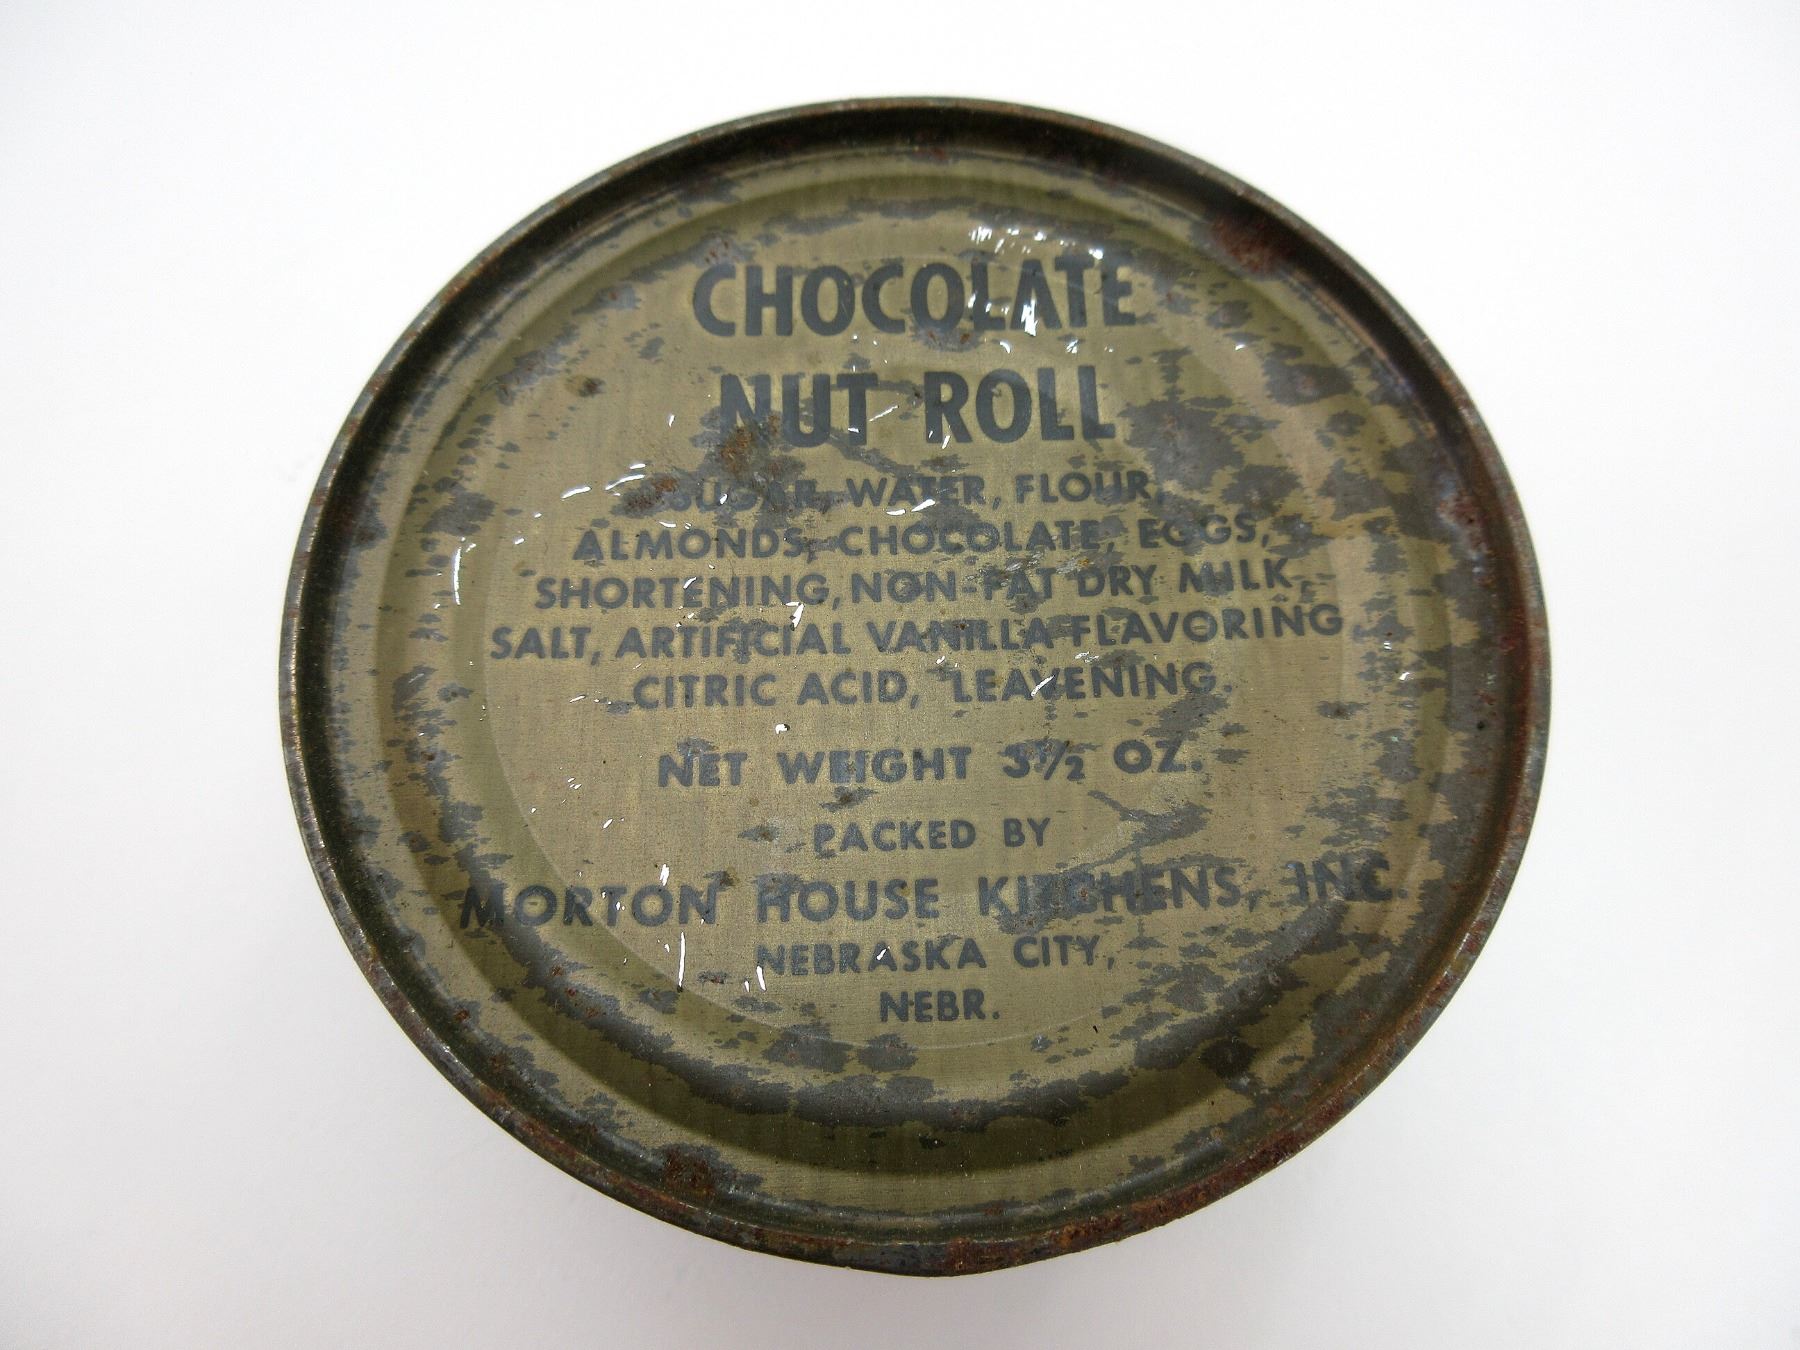 CHOCOLATE
NUT ROLL
SUGAR, WATER, FLOUR,
ALMONDS, CHOCOLATE, EGGS,
SHORTENING, NON-FAT DRY MILK,
SALT, ARTIFICIAL VANILLA FLAVORING,
CITRIC ACID, LEAVENING.
NET WEIGHT 3½ OZ.
PACKED BY
MORTON HOUSE KITCHENS, INC.
NEBRASKA CITY,
NEBR.